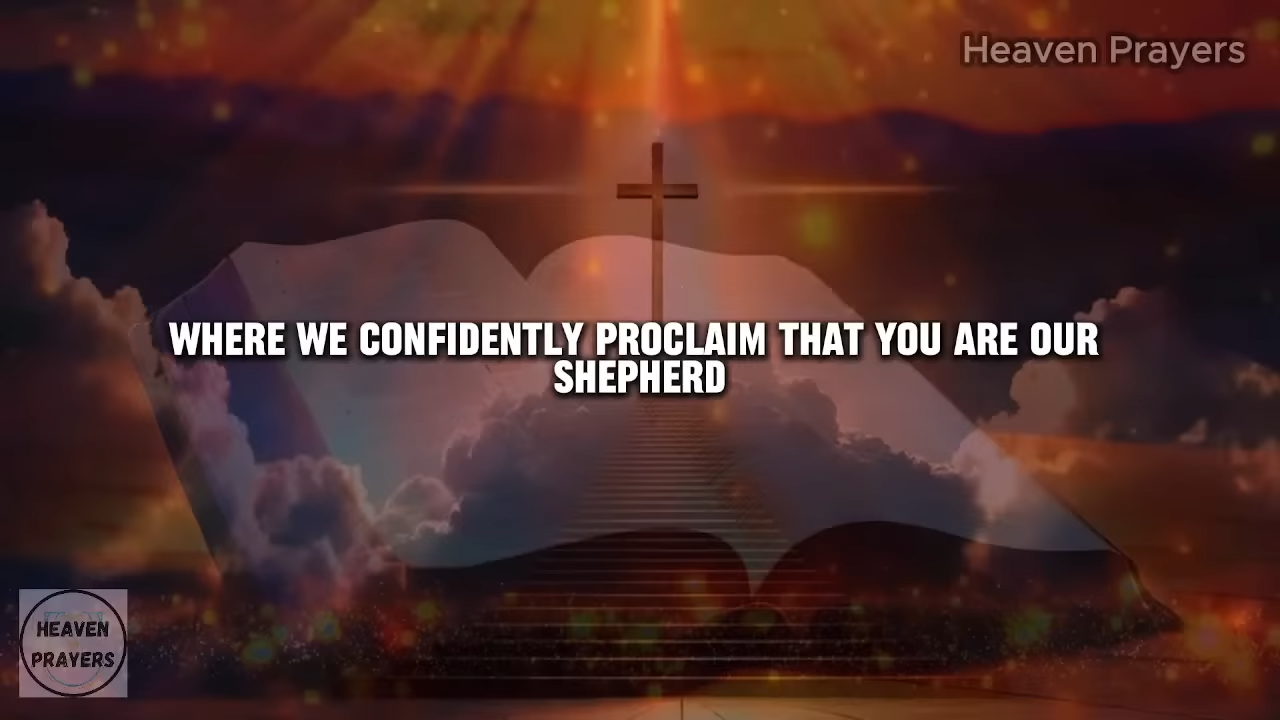 Heaven Prayers
WHERE WE CONFIDENTLY PROCLAIM THAT YOU ARE OUR
SHEPHERD
HEAVEN
PRAYERS